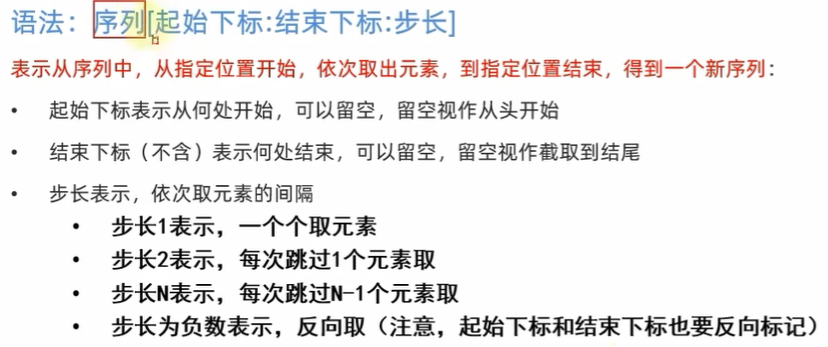 语法：序列[起始下标:结束下标:步长]
表示从序列中，从指定位置开始，依次取出元素，到指定位置结束，得到一个新序列：
• 起始下标表示从何处开始，可以留空，留空视作从头开始
• 结束下标（不含）表示何处结束，可以留空，留空视作截取到结尾
• 步长表示，依次取元素的间隔
• 步长1表示，一个个取元素
• 步长2表示，每次跳过1个元素取
• 步长N表示，每次跳过N-1个元素取
• 步长为负数表示，反向取（注意，起始下标和结束下标也要反向标记）